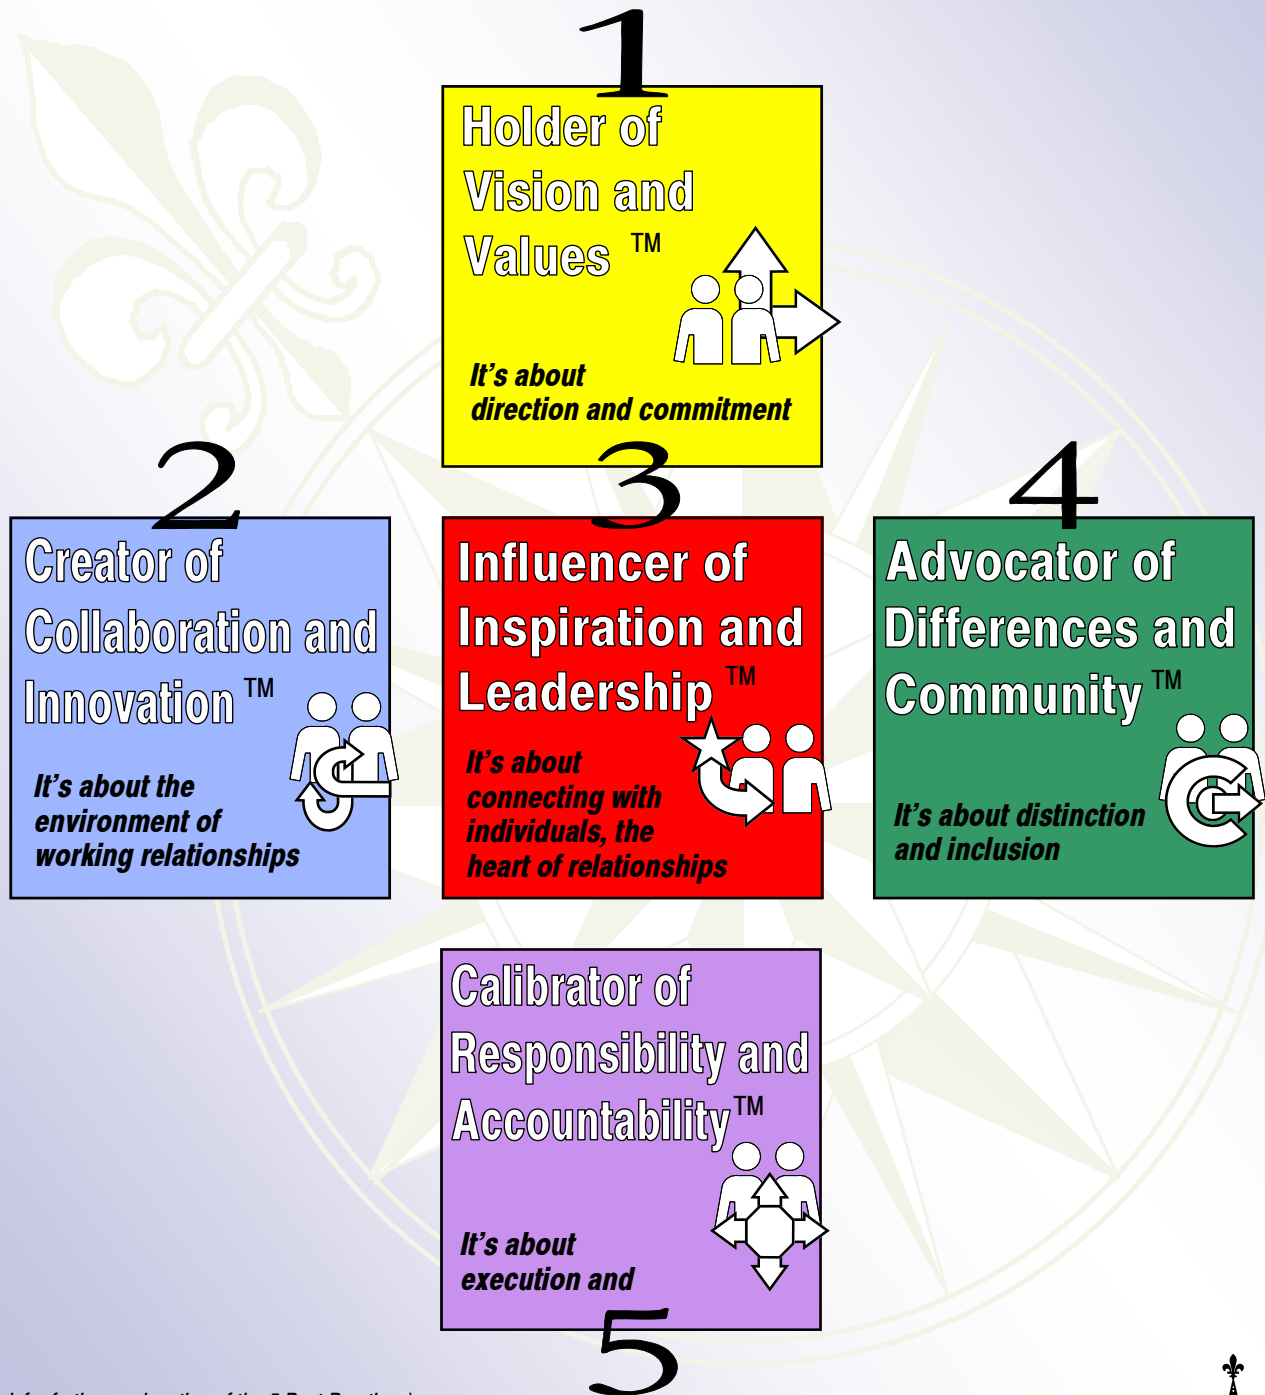 1
Holder of
Vision and
Values ™
It's about
direction and commitment
2
Creator of
Collaboration and
Innovation ™
It's about the
environment of
working relationships
3
Influencer of
Inspiration and
Leadership ™
It's about
connecting with
individuals, the
heart of relationships
4
Advocator of
Differences and
Community ™
It's about distinction
and inclusion
Calibrator of
Responsibility and
Accountability™
It's about
execution and
5